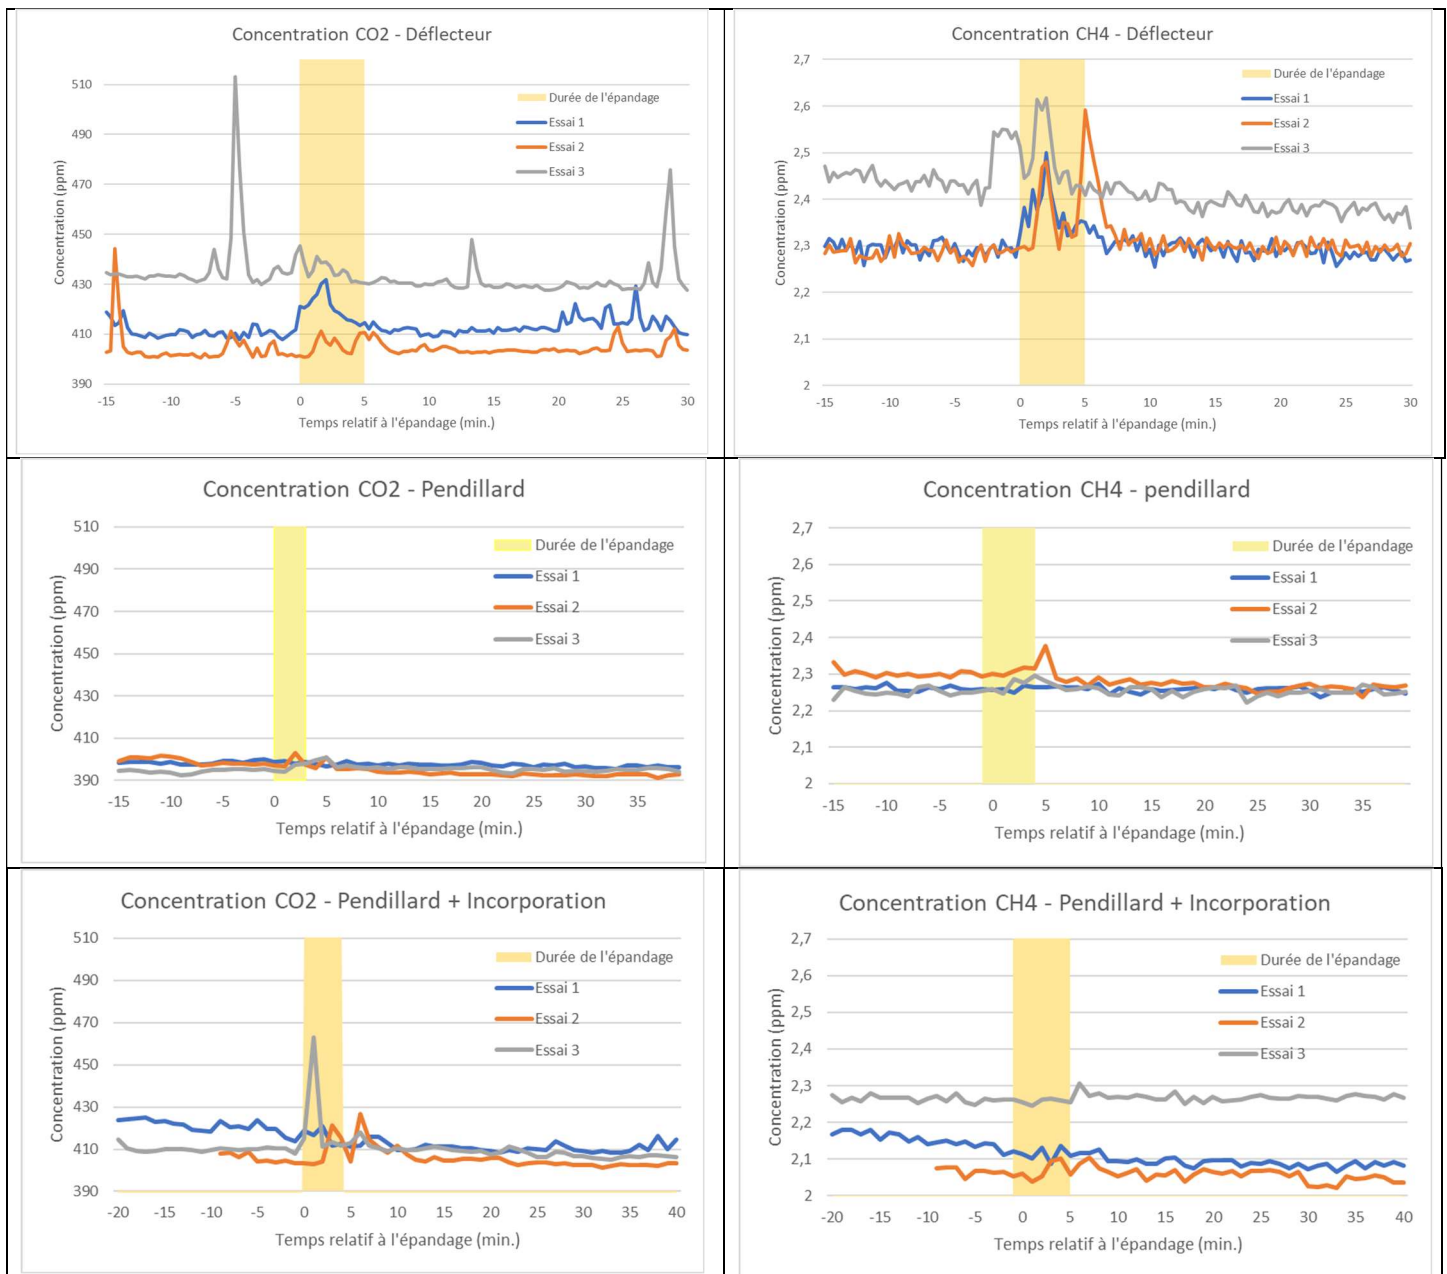 Concentration CO2 - Déflecteur
510
490
470
450
430
410
390
-15 -10 -5 0 5 10 15 20 25 30
Concentration (ppm)
Temps relatif à l'épandage (min.)
Durée de l'épandage
Essai 1
Essai 2
Essai 3
Concentration CH4 - Déflecteur
2,7
2,6
2,5
2,4
2,3
2,2
2,1
2
-15 -10 -5 0 5 10 15 20 25 30
Concentration (ppm)
Temps relatif à l'épandage (min.)
Durée de l'épandage
Essai 1
Essai 2
Essai 3
Concentration CO2 - Pendillard
510
490
470
450
430
410
390
-15 -10 -5 0 5 10 15 20 25 30 35
Concentration (ppm)
Temps relatif à l'épandage (min.)
Durée de l'épandage
Essai 1
Essai 2
Essai 3
Concentration CH4 - pendillard
2,7
2,6
2,5
2,4
2,3
2,2
2,1
2
-15 -10 -5 0 5 10 15 20 25 30 35
Concentration (ppm)
Temps relatif à l'épandage (min.)
Durée de l'épandage
Essai 1
Essai 2
Essai 3
Concentration CO2 - Pendillard + Incorporation
510
490
470
450
430
410
390
-20 -15 -10 -5 0 5 10 15 20 25 30 35 40
Concentration (ppm)
Temps relatif à l'épandage (min.)
Durée de l'épandage
Essai 1
Essai 2
Essai 3
Concentration CH4 - Pendillard + Incorporation
2,7
2,6
2,5
2,4
2,3
2,2
2,1
2
-20 -15 -10 -5 0 5 10 15 20 25 30 35 40
Concentration (ppm)
Temps relatif à l'épandage (min.)
Durée de l'épandage
Essai 1
Essai 2
Essai 3